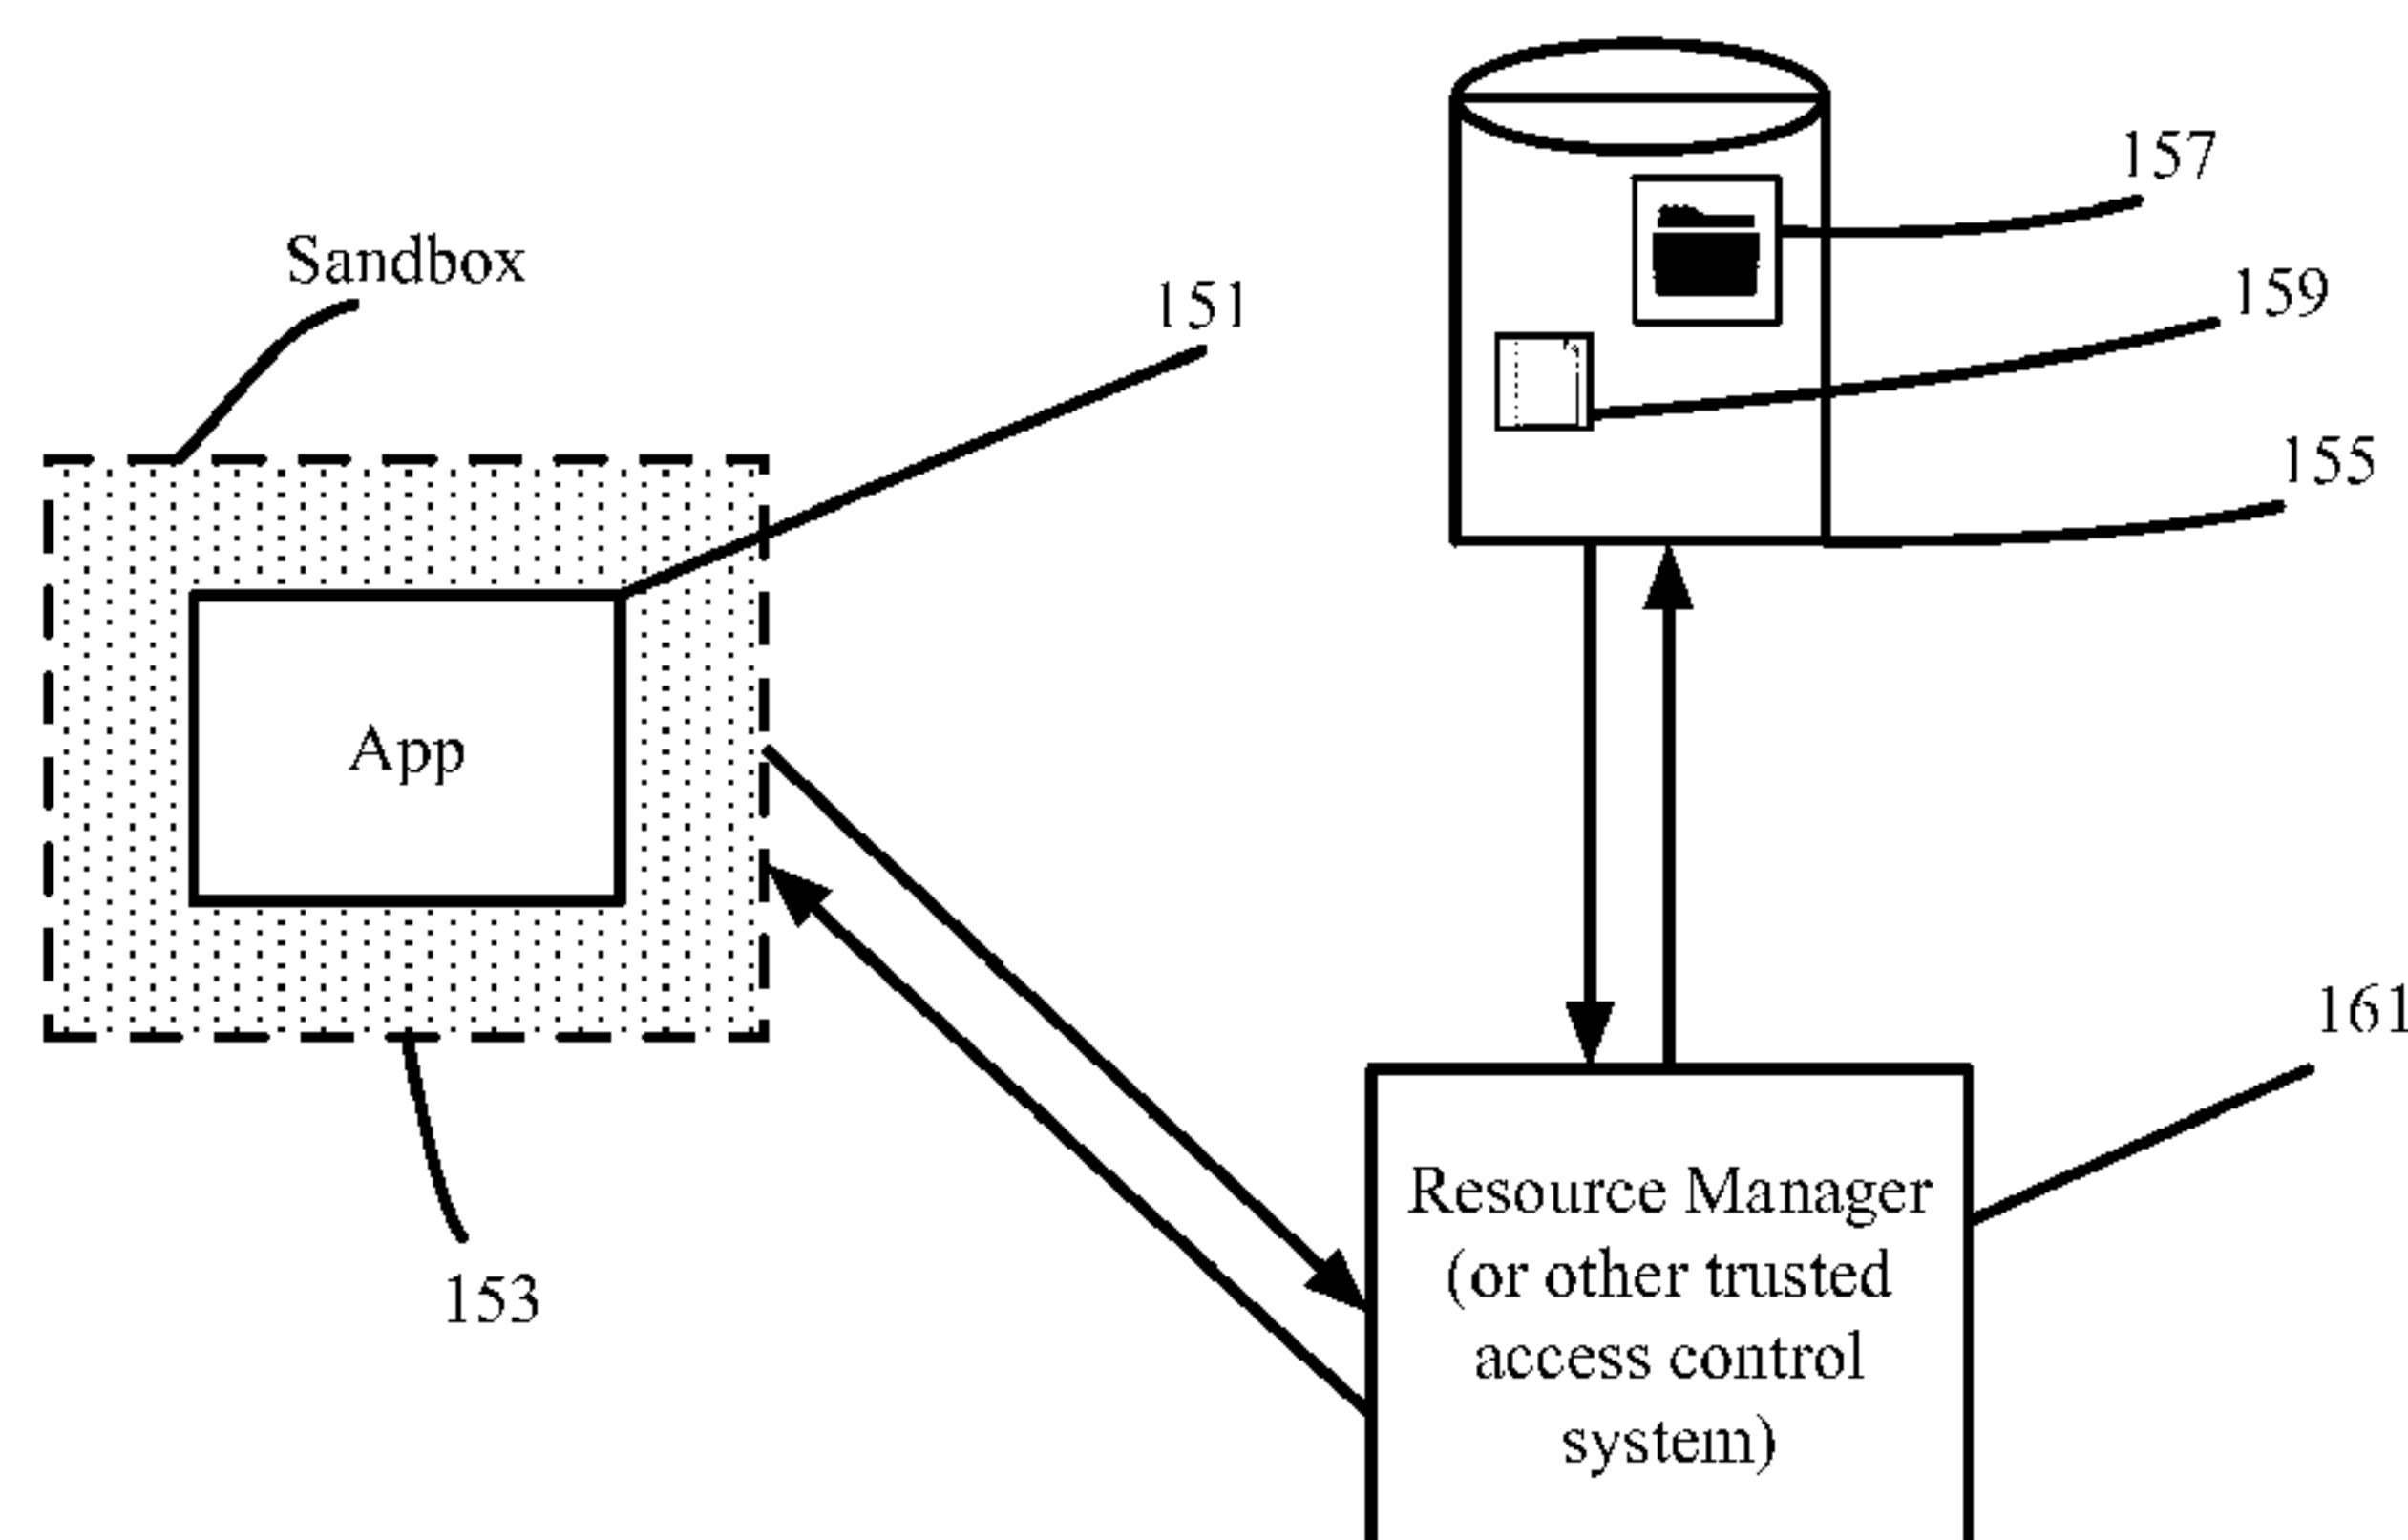 157
Sandbox
159
151
155
App
161
Resource Manager
(or other trusted
access control
system)
153